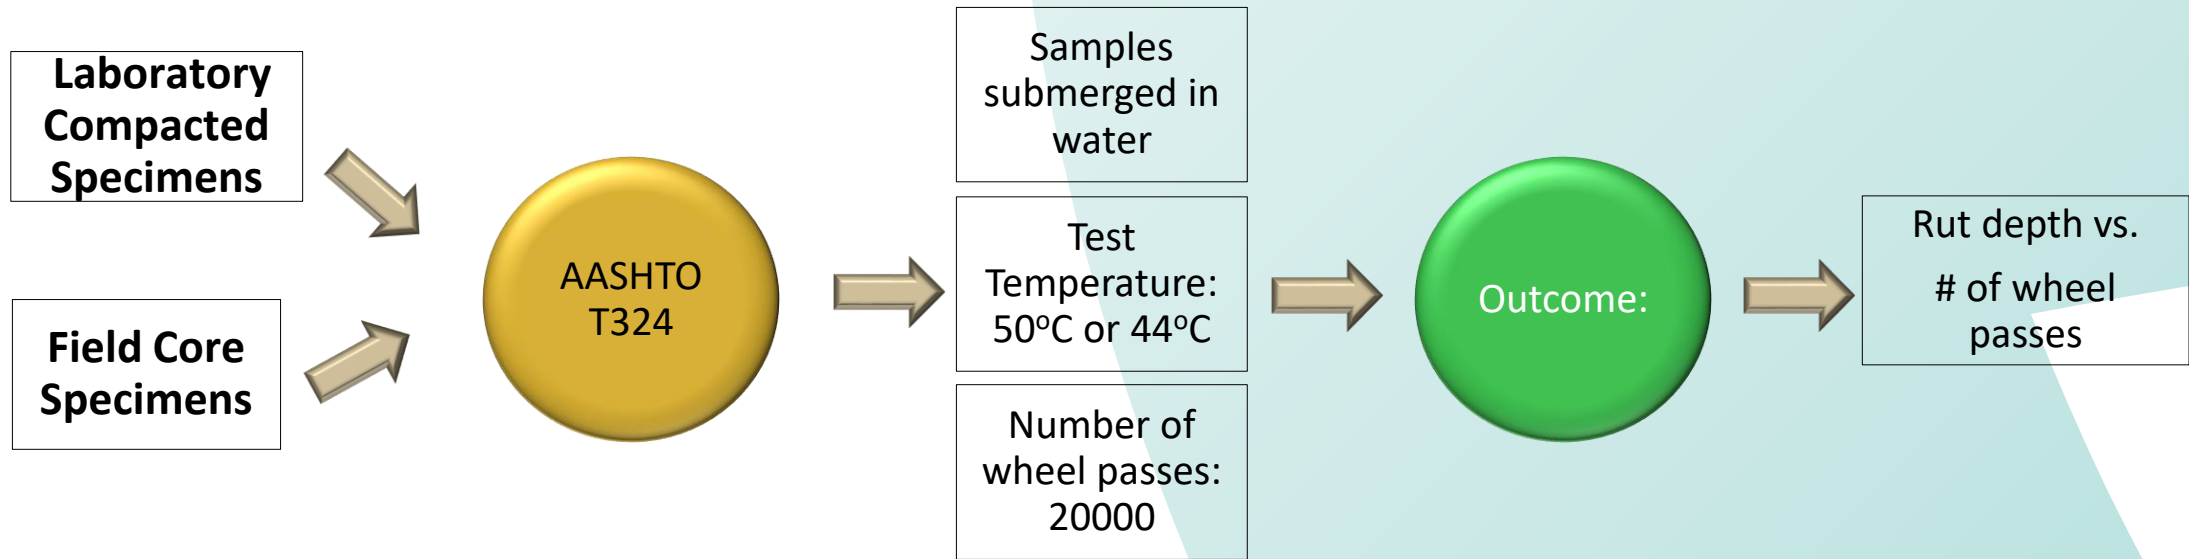 Laboratory
Compacted
Specimens
Field Core
Specimens
AASHTO
T324
Samples
submerged in
water
Test
Temperature:
50ºC or 44ºC
Number of
wheel passes:
20000
Outcome:
Rut depth vs.
# of wheel
passes